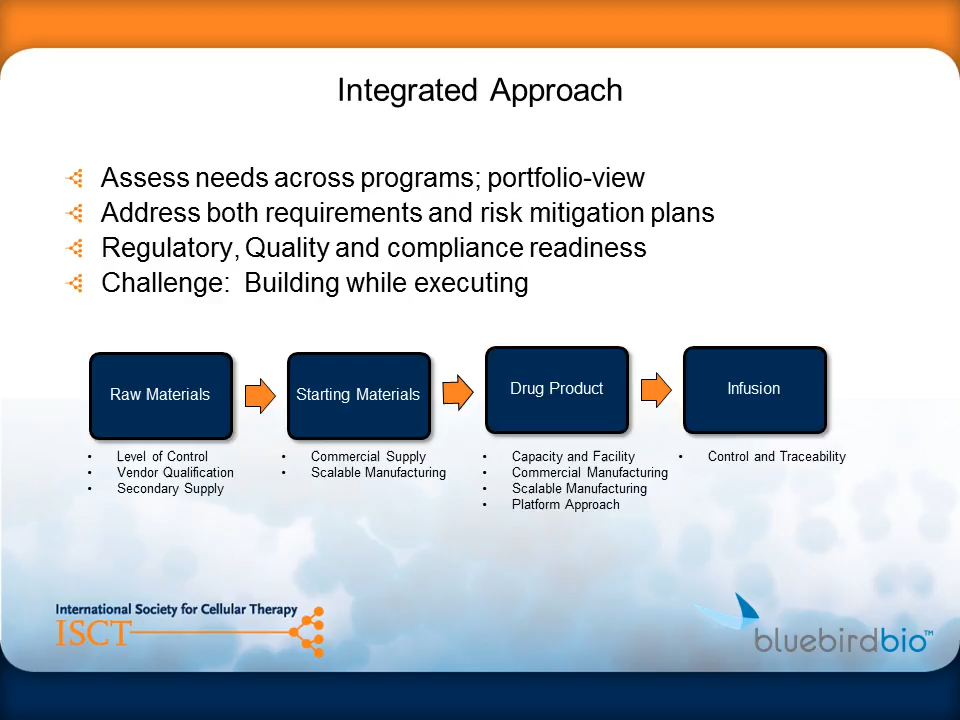 Integrated Approach
Assess needs across programs; portfolio-view
Address both requirements and risk mitigation plans
Regulatory, Quality and compliance readiness
Challenge: Building while executing
Raw Materials
• Level of Control
• Vendor Qualification
• Secondary Supply
Starting Materials
• Commercial Supply
• Scalable Manufacturing
Drug Product
• Capacity and Facility
• Commercial Manufacturing
• Scalable Manufacturing
• Platform Approach
Infusion
• Control and Traceability
International Society for Cellular Therapy
ISCT
bluebirdbio™